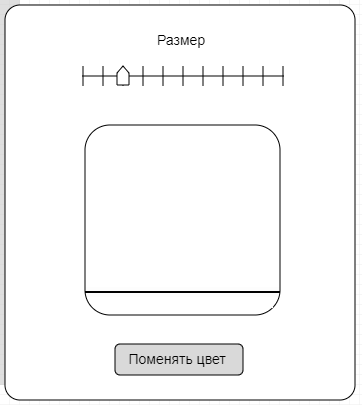 Размер
Поменять цвет